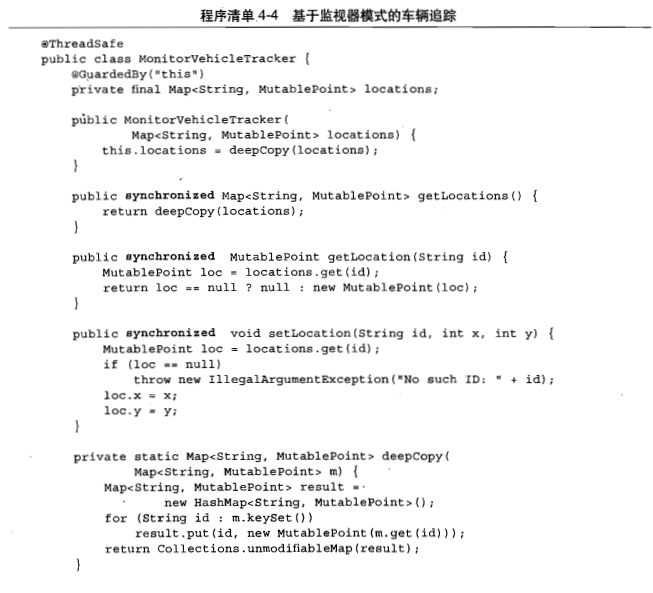 程序清单 4-4 基于监视器模式的车辆追踪
@ThreadSafe
public class MonitorVehicleTracker {
@GuardedBy("this")
private final Map<String, MutablePoint> locations;
public MonitorVehicleTracker(
Map<String, MutablePoint> locations) {
this.locations = deepCopy(locations);
}
public synchronized Map<String, MutablePoint> getLocations() {
return deepCopy(locations);
}
public synchronized MutablePoint getLocation(String id) {
MutablePoint loc = locations.get(id);
return loc == null ? null : new MutablePoint(loc);
}
public synchronized void setLocation(String id, int x, int y) {
MutablePoint loc = locations.get(id);
if (loc == null)
throw new IllegalArgumentException("No such ID: " + id);
loc.x = x;
loc.y = y;
}
private static Map<String, MutablePoint> deepCopy(
Map<String, MutablePoint> m) {
Map<String, MutablePoint> result =
new HashMap<String, MutablePoint>();
for (String id : m.keySet())
result.put(id, new MutablePoint(m.get(id)));
return Collections.unmodifiableMap(result);
}